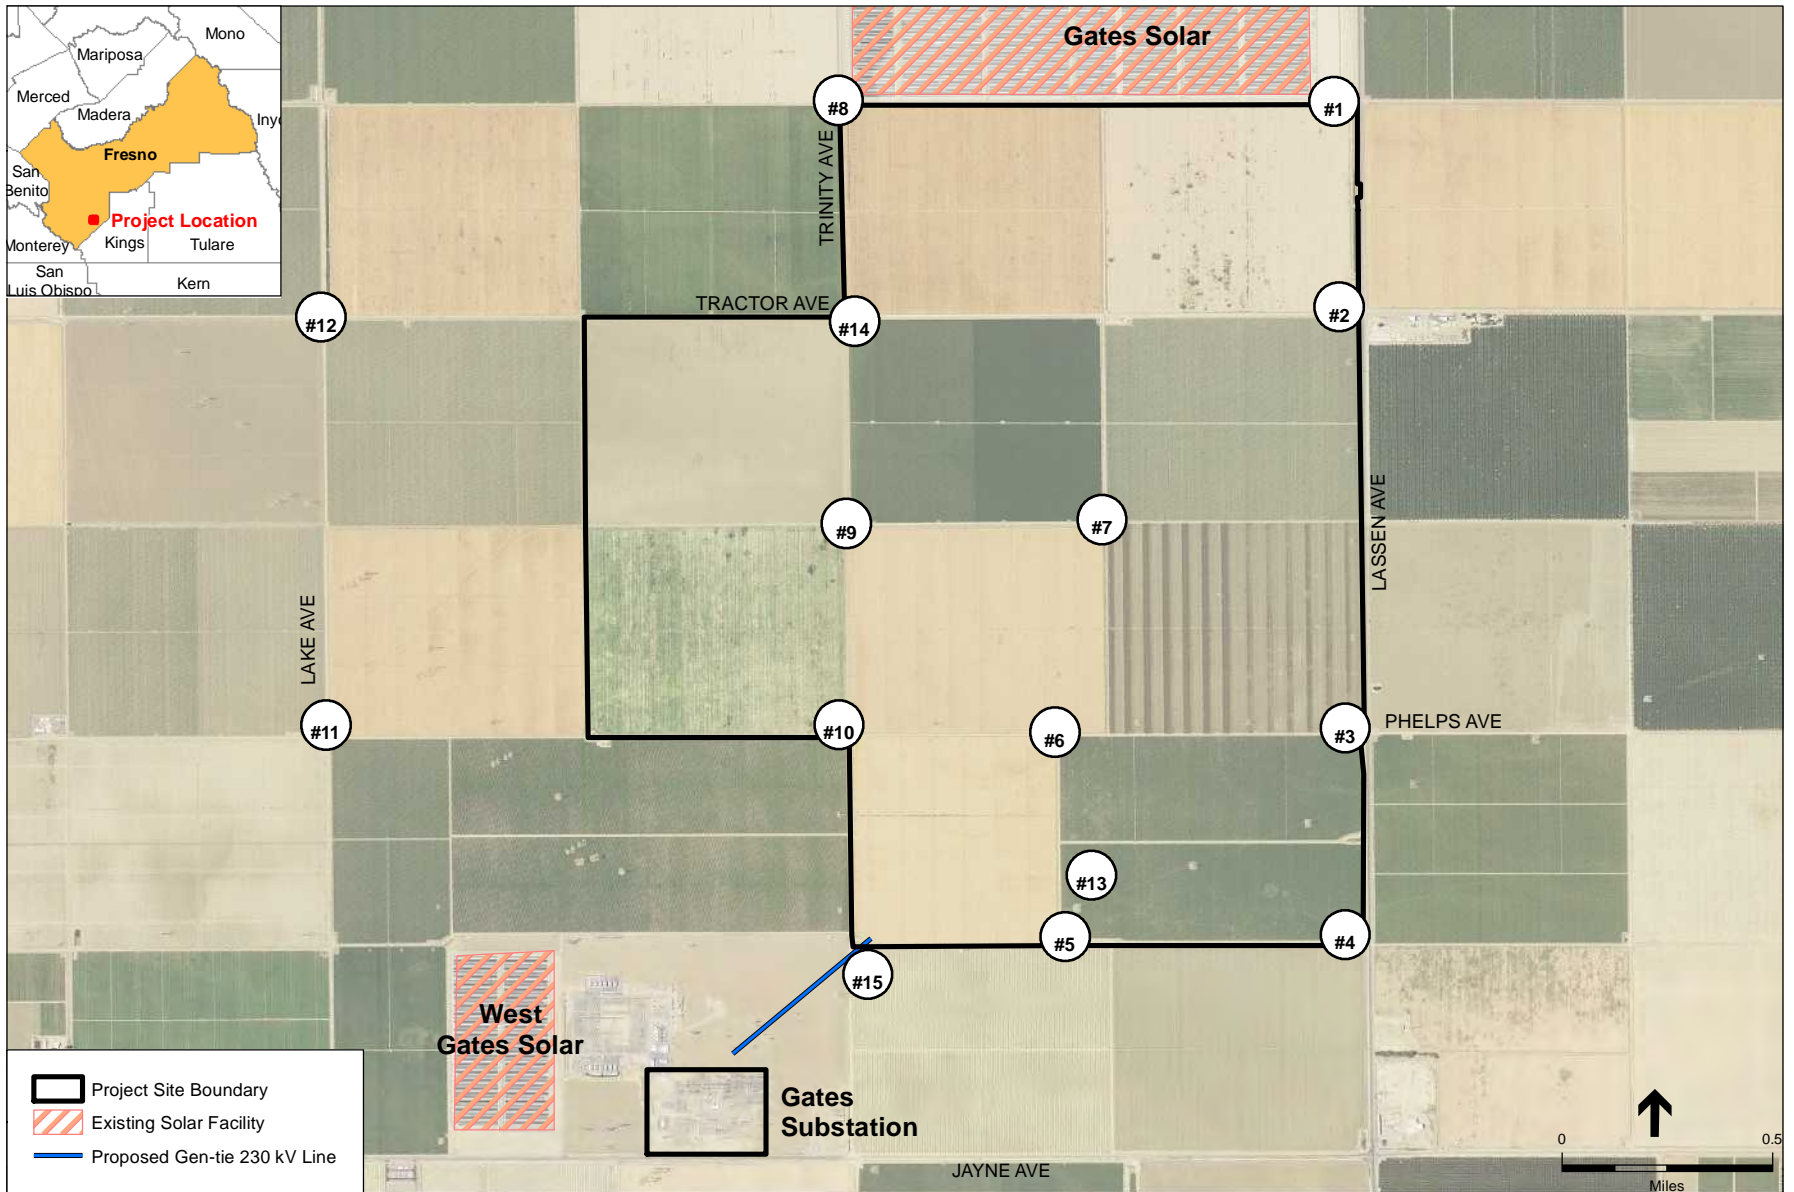 Mono
Mariposa
Merced
Madera
Fresno
San
Benito
Project Location
Monterey
Kings
Tulare
San
Luis Obispo
Kern
Gates Solar
#8
#1
TRINITY AVE
TRACTOR AVE
#12
#14
#2
#9
#7
LASSEN AVE
LAKE AVE
#11
#10
#6
#3
PHELPS AVE
#13
#5
#4
#15
West
Gates Solar
Gates
Substation
JAYNE AVE
Project Site Boundary
Existing Solar Facility
Proposed Gen-tie 230 kV Line
0
0.5
Miles